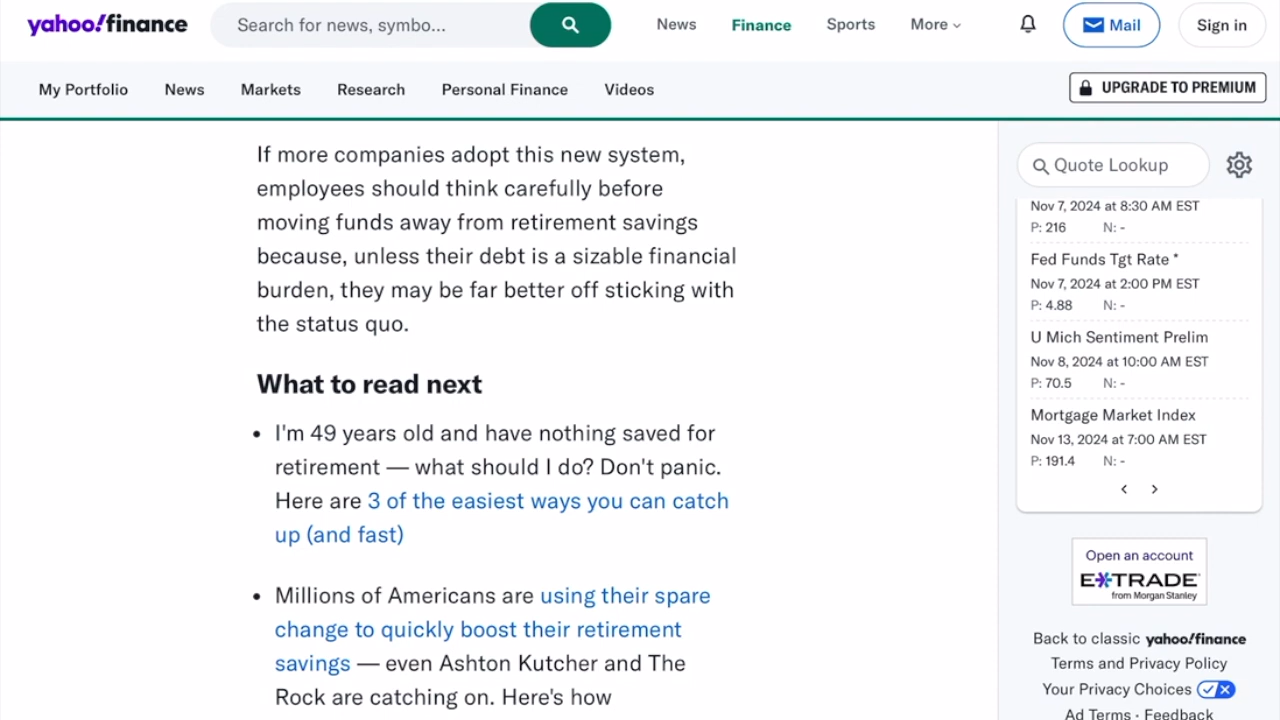 yahoo!finance
Search for news, symbo...
News
Finance
Sports
More
Mail
Sign in
My Portfolio
News
Markets
Research
Personal Finance
Videos
UPGRADE TO PREMIUM
If more companies adopt this new system,
employees should think carefully before
moving funds away from retirement savings
because, unless their debt is a sizable financial
burden, they may be far better off sticking with
the status quo.
What to read next
• I'm 49 years old and have nothing saved for
retirement — what should I do? Don't panic.
Here are 3 of the easiest ways you can catch
up (and fast)
• Millions of Americans are using their spare
change to quickly boost their retirement
savings — even Ashton Kutcher and The
Rock are catching on. Here's how
Quote Lookup
Nov 7, 2024 at 8:30 AM EST
P: 216 N: -
Fed Funds Tgt Rate *
Nov 7, 2024 at 2:00 PM EST
P: 4.88 N: -
U Mich Sentiment Prelim
Nov 8, 2024 at 10:00 AM EST
P: 70.5 N: -
Mortgage Market Index
Nov 13, 2024 at 7:00 AM EST
P: 191.4 N: -
Open an account
E*TRADE
from Morgan Stanley
Back to classic yahoo!finance
Terms and Privacy Policy
Your Privacy Choices
Ad Terms · Feedback